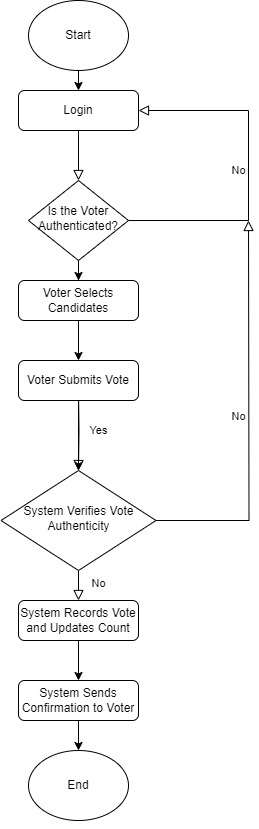 Start
Login
No
Is the Voter
Authenticated?
Voter Selects
Candidates
Voter Submits Vote
No
Yes
System Verifies Vote
Authenticity
No
System Records Vote
and Updates Count
System Sends
Confirmation to Voter
End